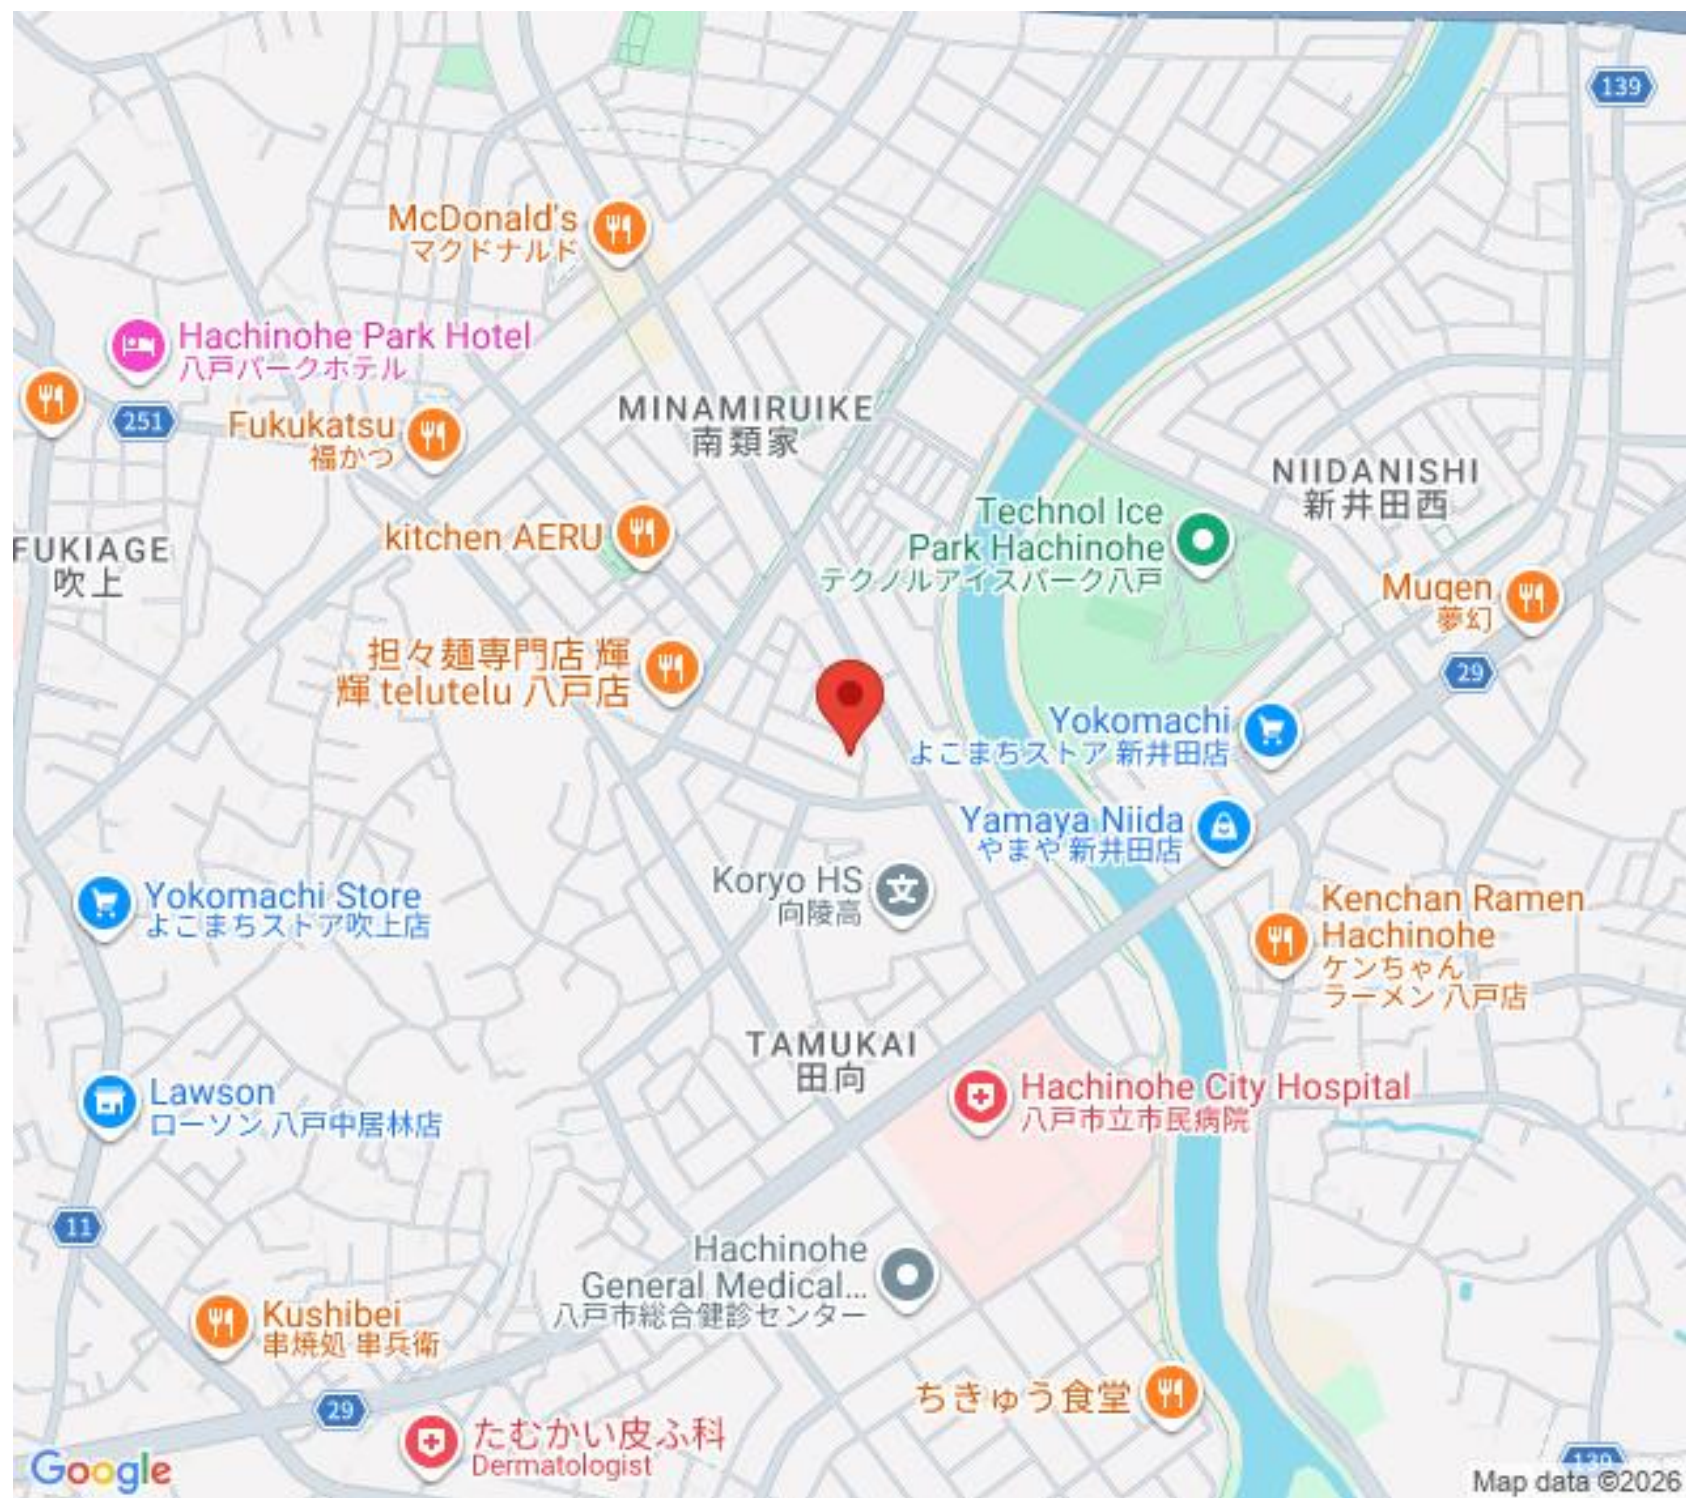 139
McDonald's
マクドナルド
Hachinohe Park Hotel
八戸パークホテル
251
Fukukatsu
福かつ
MINAMIRUIKE
南類家
NIIDANISHI
新井田西
kitchen AERU
Technol Ice
Park Hachinohe
テクノルアイスパーク八戸
FUKIAGE
吹上
Mugen
夢幻
29
担々麺専門店 輝
輝 telutelu 八戸店
Yokomachi
よこまちストア 新井田店
Yamaya Niida
やまや 新井田店
Koryo HS
向陵高
Yokomachi Store
よこまちストア吹上店
Kenchan Ramen
Hachinohe
ケンちゃん
ラーメン 八戸店
TAMUKAI
田向
Lawson
ローソン 八戸中居林店
Hachinohe City Hospital
八戸市立市民病院
11
Hachinohe
General Medical...
八戸市総合健診センター
Kushibei
串焼処 串兵衛
29
ちきゅう食堂
たむかい皮ふ科
Dermatologist
139
Google
Map data ©2026